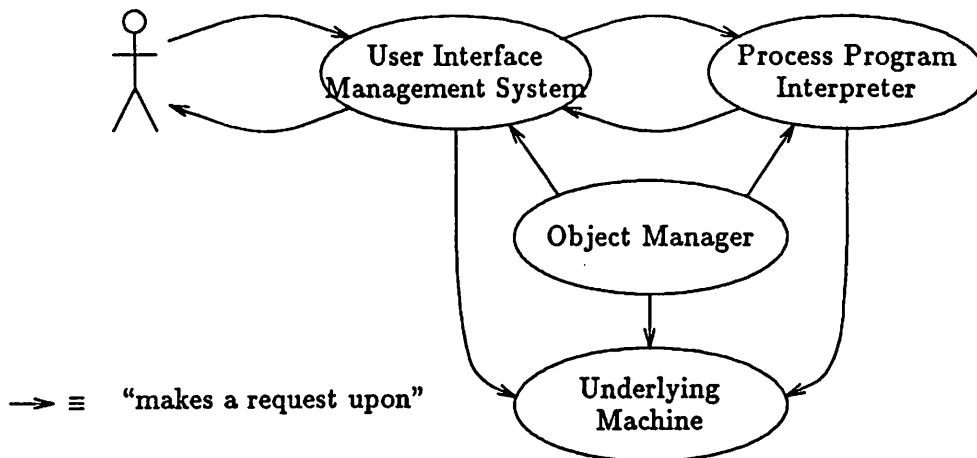 User Interface
Management System
Process Program
Interpreter
Object Manager
Underlying
Machine
→ ≡ “makes a request upon”